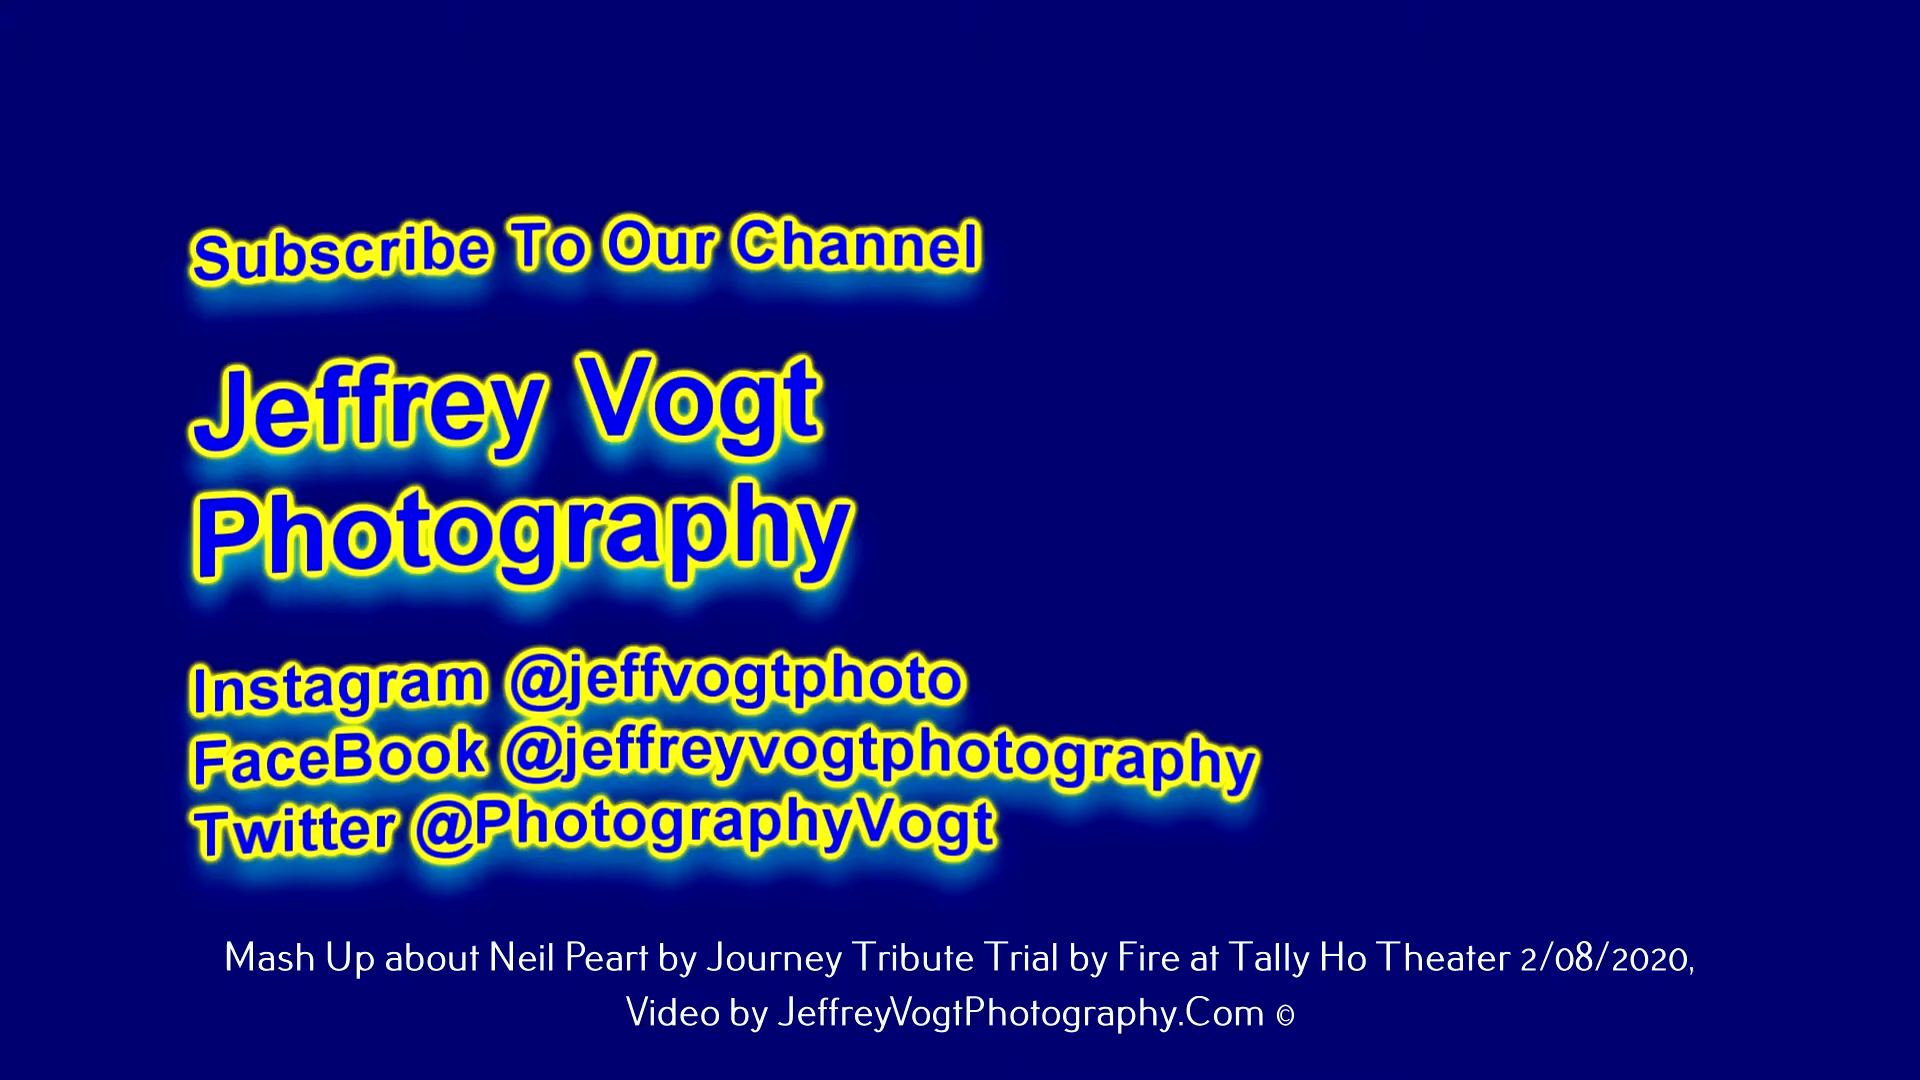 Subscribe To Our Channel
Jeffrey Vogt
Photography
Instagram @jeffvogtphoto
FaceBook @jeffreyvogtphotography
Twitter @PhotographyVogt
Mash Up about Neil Peart by Journey Tribute Trial by Fire at Tally Ho Theater 2/08/2020,
Video by JeffreyVogtPhotography.Com ©